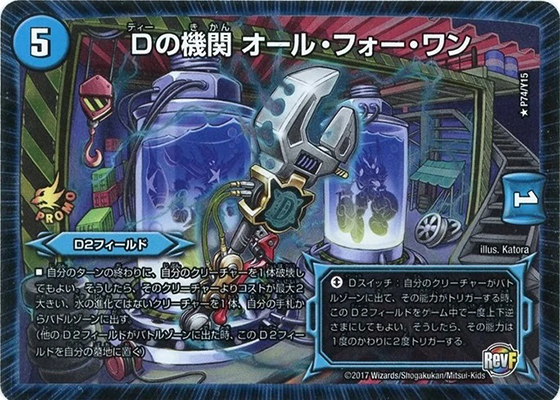 5
ディー きかん
Dの機関 オール・フォー・ワン
★P74/Y15
PROMO
D
1
illus. Katora
D2フィールド
■自分のターンの終わりに、自分のクリーチャーを1体破壊し
てもよい。そうしたら、そのクリーチャーよりコストが最大2
大きい、水の進化ではないクリーチャーを1体、自分の手札か
らバトルゾーンに出す
(他のD2フィールドがバトルゾーンに出た時、このD2フィー
ルドを自分の墓地に置く)
Dスイッチ:自分のクリーチャーがバト
ルゾーンに出て、その能力がトリガーする時、
このD2フィールドをゲーム中で一度上下逆
さまにしてもよい。そうしたら、その能力は
1度のかわりに2度トリガーする。
RevF
©2017 Wizards/Shogakukan/Mitsui-Kids